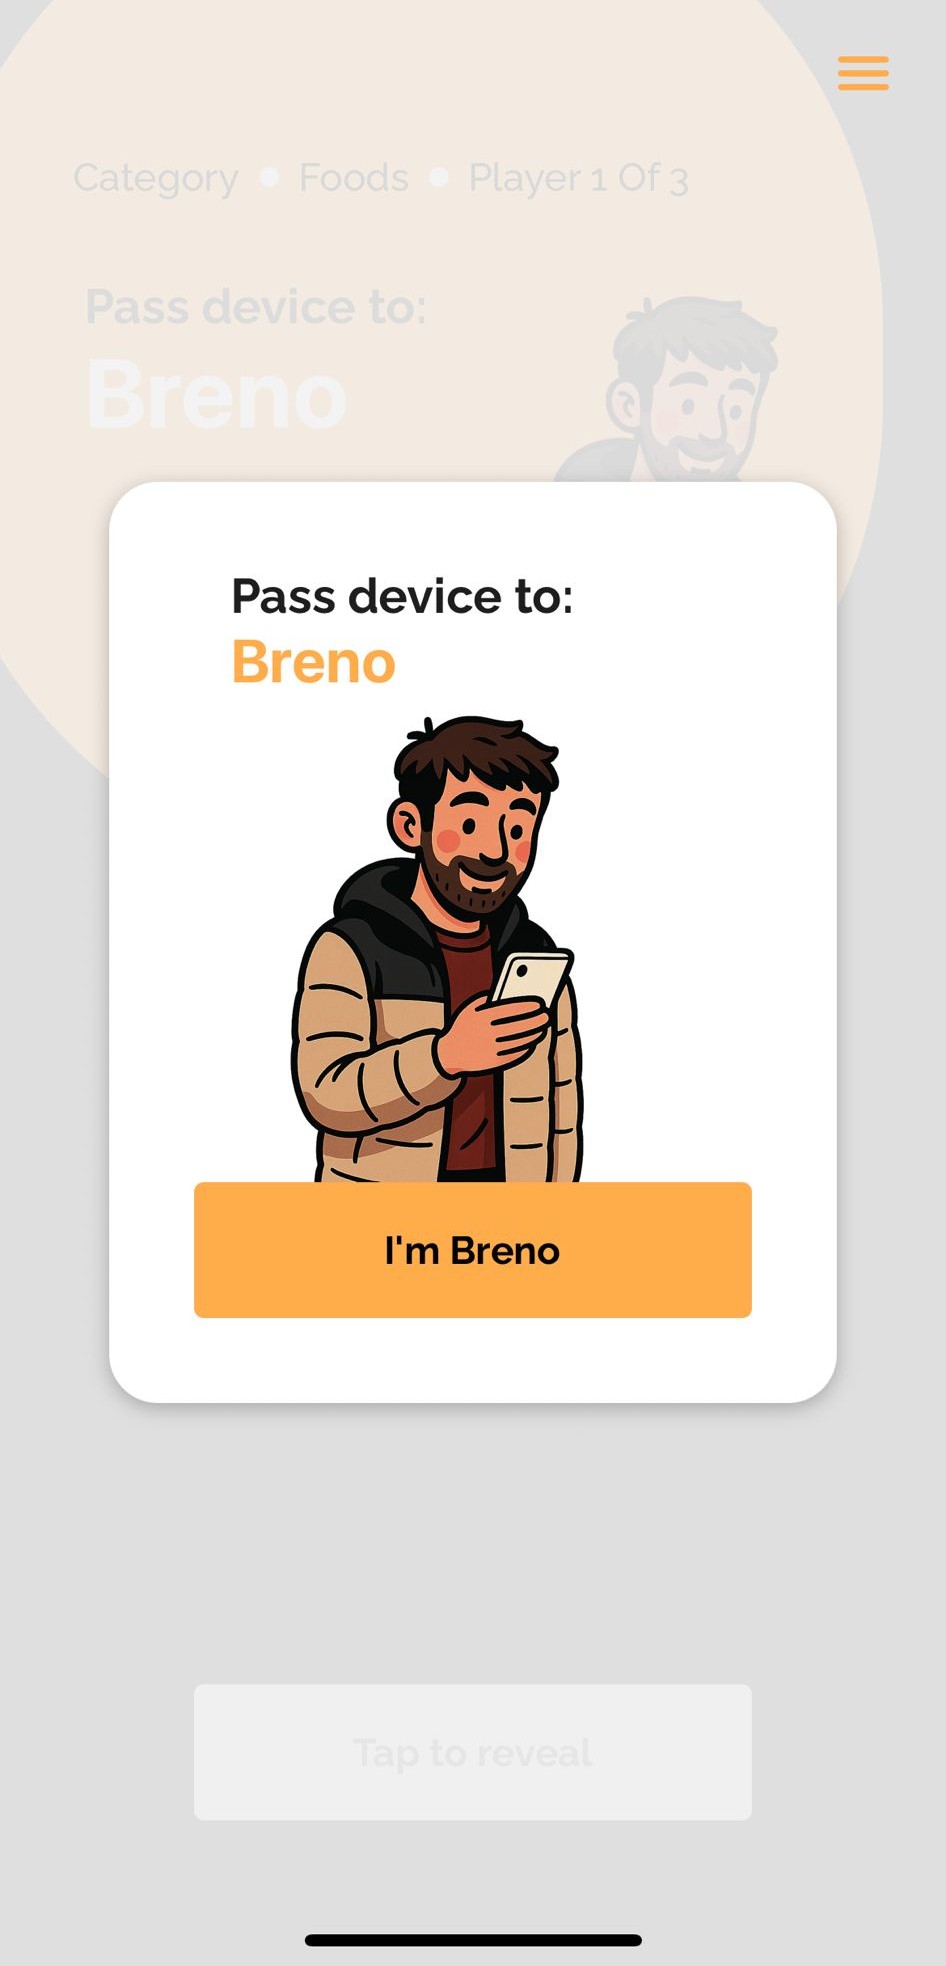 Category • Foods • Player 1 Of 3
Pass device to:
Breno
Pass device to:
Breno
I'm Breno
Tap to reveal